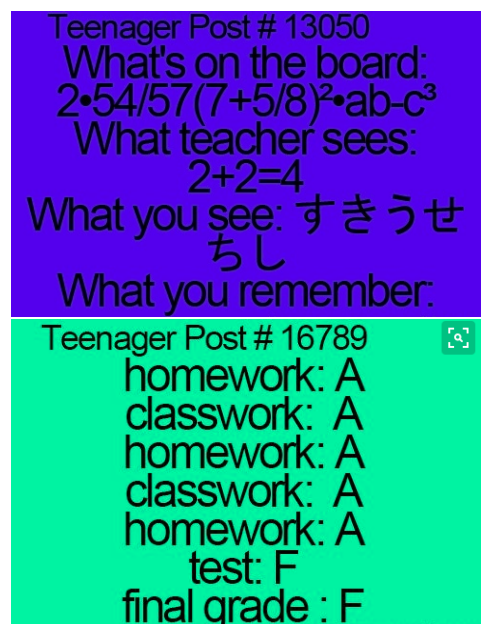 Teenager Post # 13050
What's on the board:
2•54/57(7+5/8)²•ab-c³
What teacher sees:
2+2=4
What you see: すきうせ
ちし
What you remember:
Teenager Post # 16789
homework: A
classwork:  A
homework: A
classwork:  A
homework: A
test: F
final grade : F